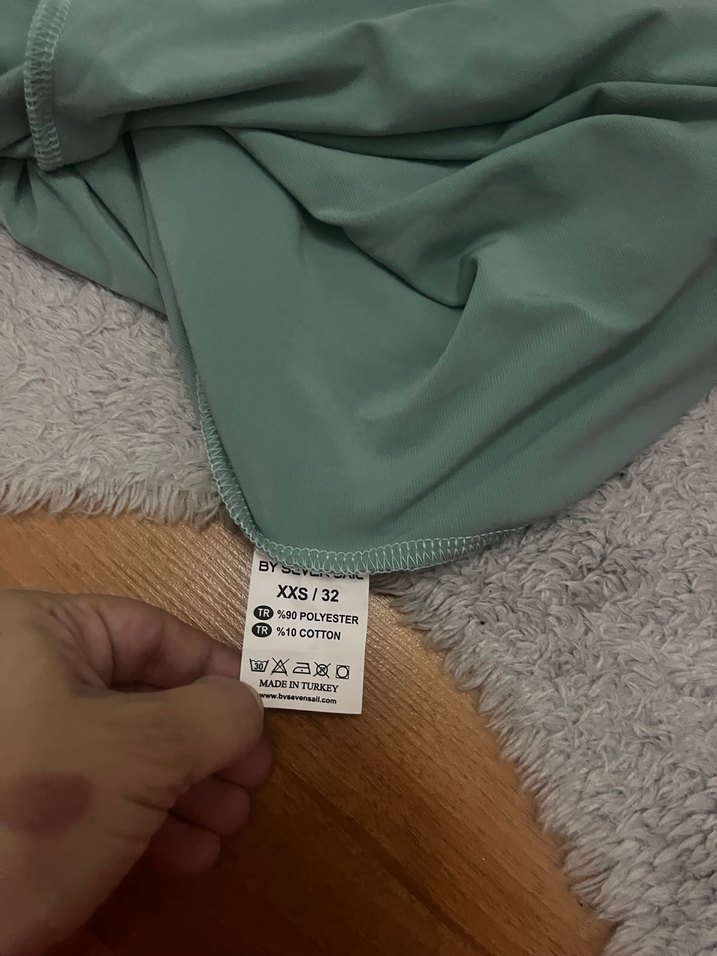 BY SEVEN SAIL
XXS / 32
TR %90 POLYESTER
TR %10 COTTON
30
MADE IN TURKEY
www.bysevensail.com